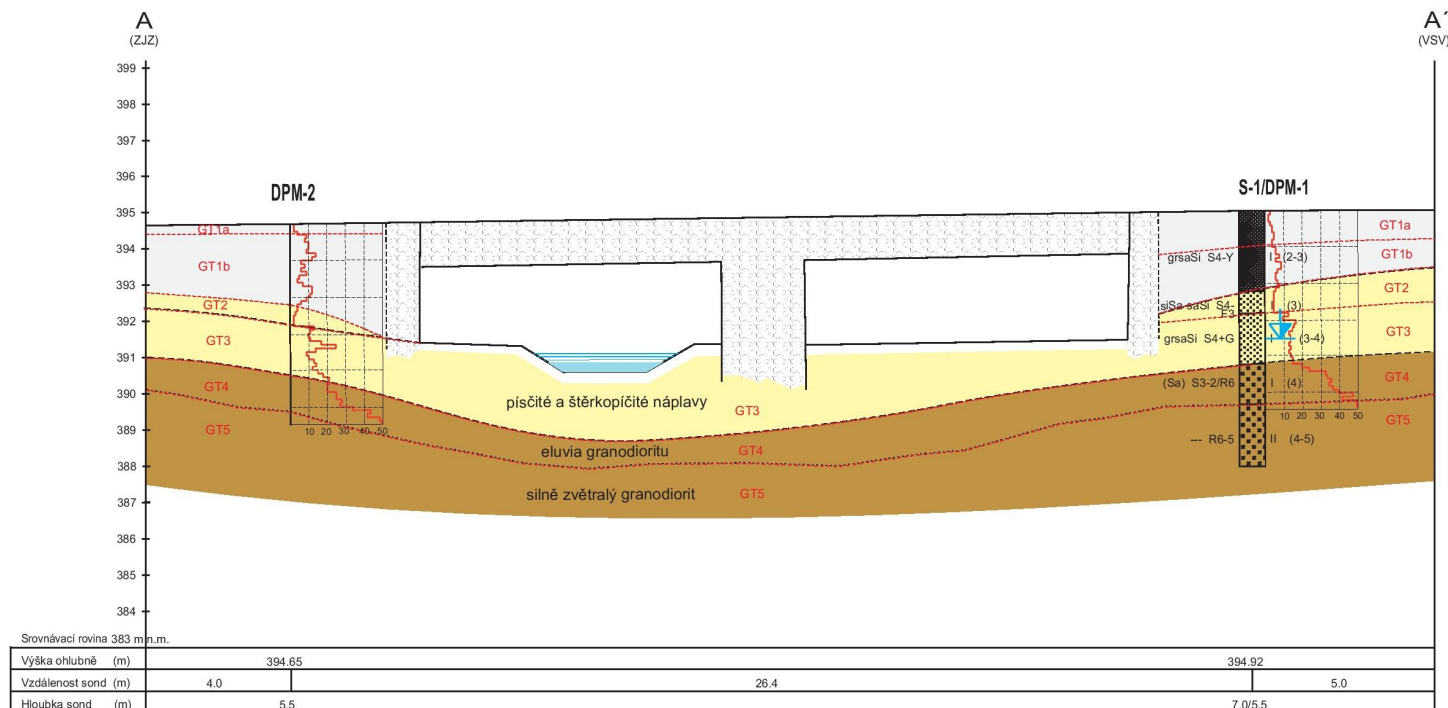 A
(ZJZ)
A´
(VSV)
399
398
397
396
395
394
393
392
391
390
389
388
387
386
385
384
DPM-2
S-1/DPM-1
GT1a
GT1b
GT2
GT3
GT4
GT5
10 20 30 40 50
písčité a štěrkopíčité náplavy
GT3
eluvia granodioritu
GT4
silně zvětralý granodiorit
GT5
grsaSi S4-Y I (2-3)
siSa-saSi S4-
F3 (3)
grsaSi S4+G I (3-4)
(Sa) S3-2/R6 I (4)
--- R6-5 II (4-5)
10 20 30 40 50
GT1a
GT1b
GT2
GT3
GT4
GT5
Srovnávací rovina 383 m n.m.
Výška ohlubně (m) 394.65 394.92
Vzdálenost sond (m) 4.0 26.4 5.0
Hloubka sond (m) 5.5 7.0/5.5